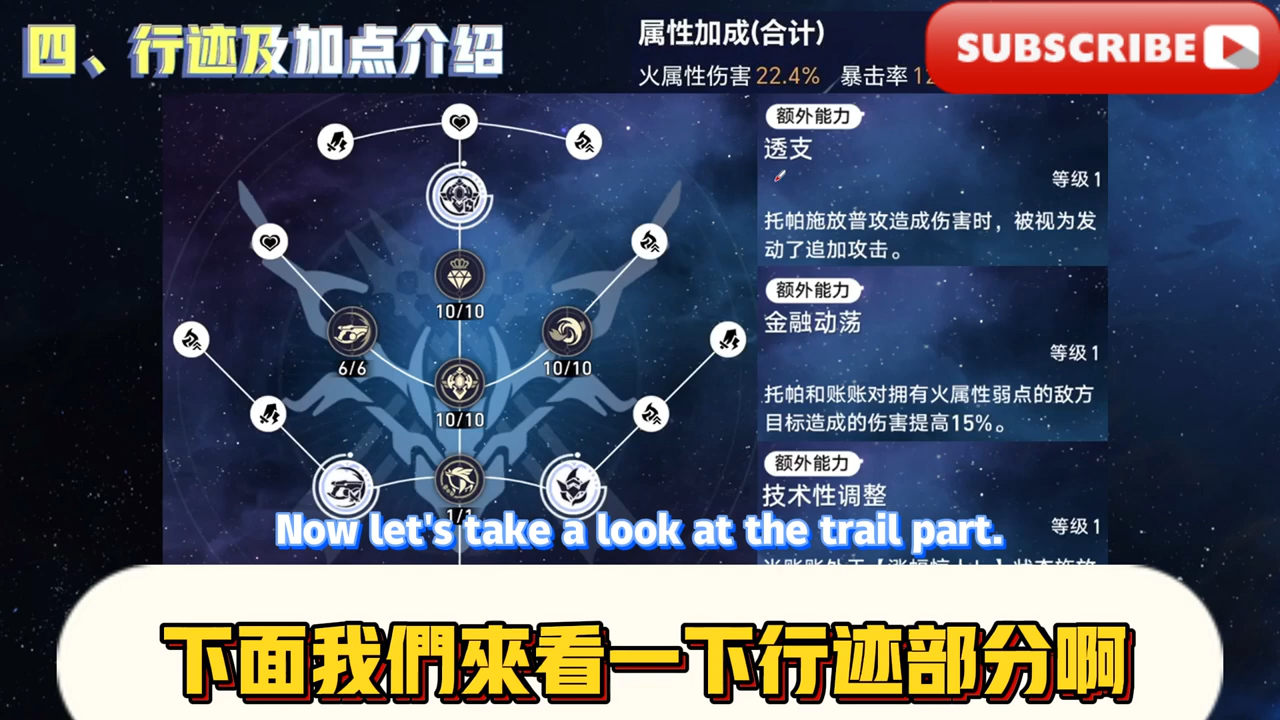 四、行迹及加点介绍
属性加成(合计)
火属性伤害 22.4% 暴击率 12
SUBSCRIBE
额外能力
透支
等级 1
托帕施放普攻造成伤害时，被视为发
动了追加攻击。
10/10
6/6
10/10
10/10
1/1
额外能力
金融动荡
等级 1
托帕和账账对拥有火属性弱点的敌方
目标造成的伤害提高15%。
额外能力
技术性调整
等级 1
Now let's take a look at the trail part.
下面我們來看一下行迹部分啊